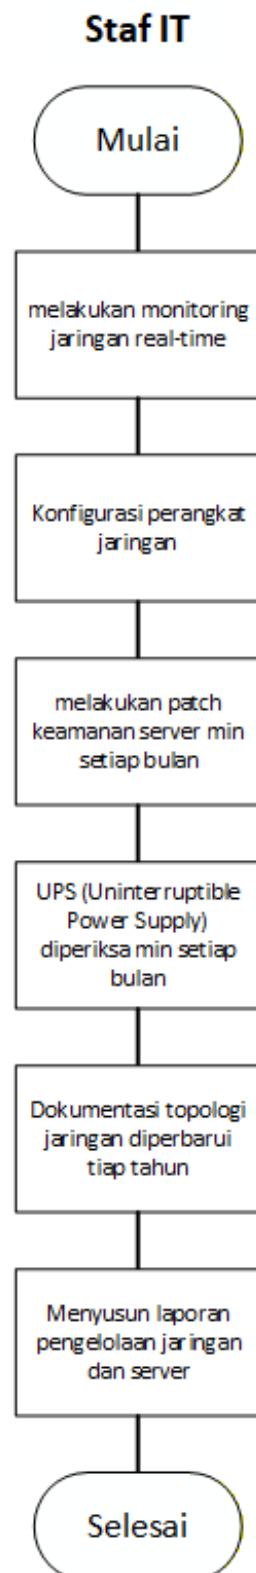 Staf IT
Mulai
melakukan monitoring
jaringan real-time
Konfigurasi perangkat
jaringan
melakukan patch
keamanan server min
setiap bulan
UPS (Uninterruptible
Power Supply)
diperiksa min setiap
bulan
Dokumentasi topologi
jaringan diperbarui
tiap tahun
Menyusun laporan
pengelolaan jaringan
dan server
Selesai